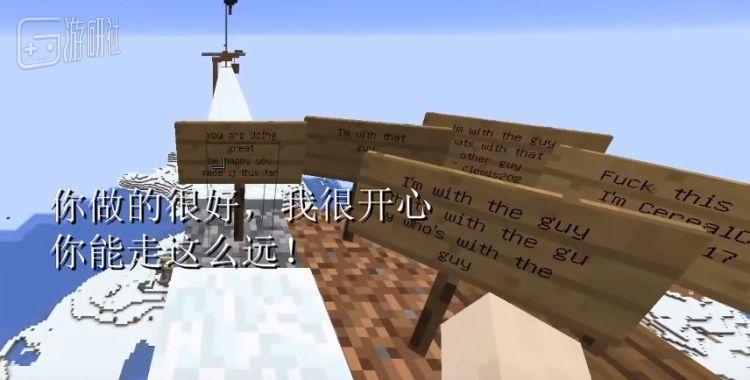 游研社
You are doing
great
be happy you
made it this far
I'm with that
guy
I'm with the guy
thats with that
other guy
clewis202
I'm with the guy
with the gu
who's with the
guy
Fuck this
I'm CerealC
17
你做的很好，我很开心
你能走这么远！